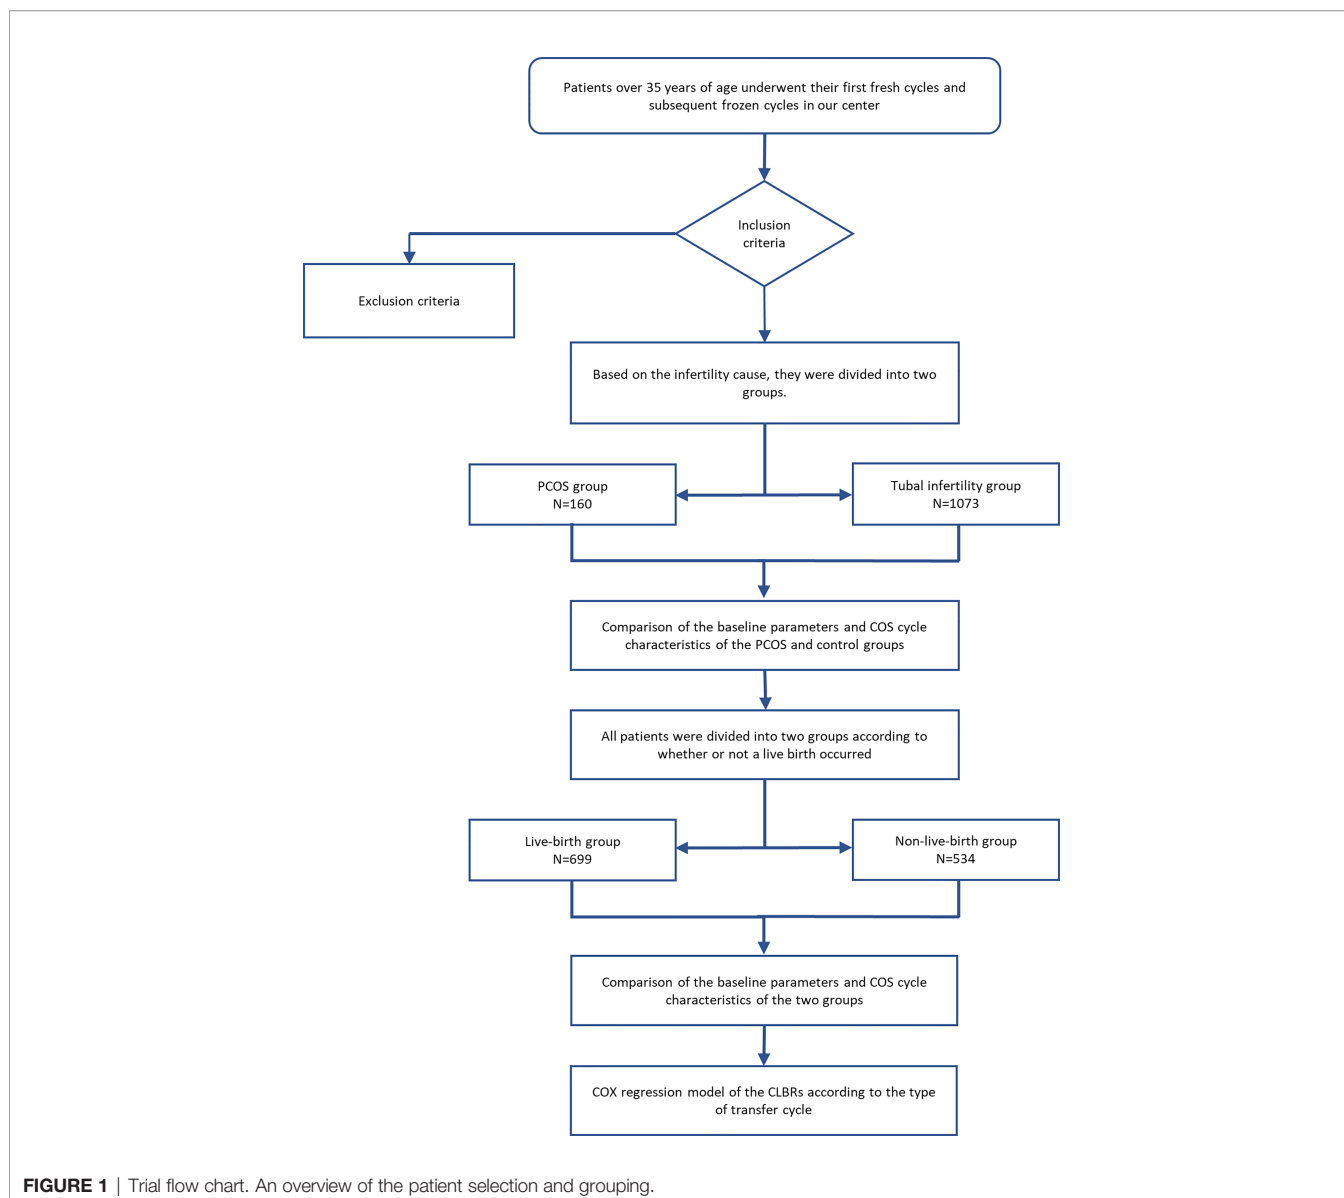 Patients over 35 years of age underwent their first fresh cycles and
subsequent frozen cycles in our center
Inclusion
criteria
Exclusion criteria
Based on the infertility cause, they were divided into two
groups.
PCOS group
N=160
Tubal infertility group
N=1073
Comparison of the baseline parameters and COS cycle
characteristics of the PCOS and control groups
All patients were divided into two groups according to
whether or not a live birth occurred
Live-birth group
N=699
Non-live-birth group
N=534
Comparison of the baseline parameters and COS cycle
characteristics of the two groups
COX regression model of the CLBRs according to the type
of transfer cycle
FIGURE 1 | Trial flow chart. An overview of the patient selection and grouping.